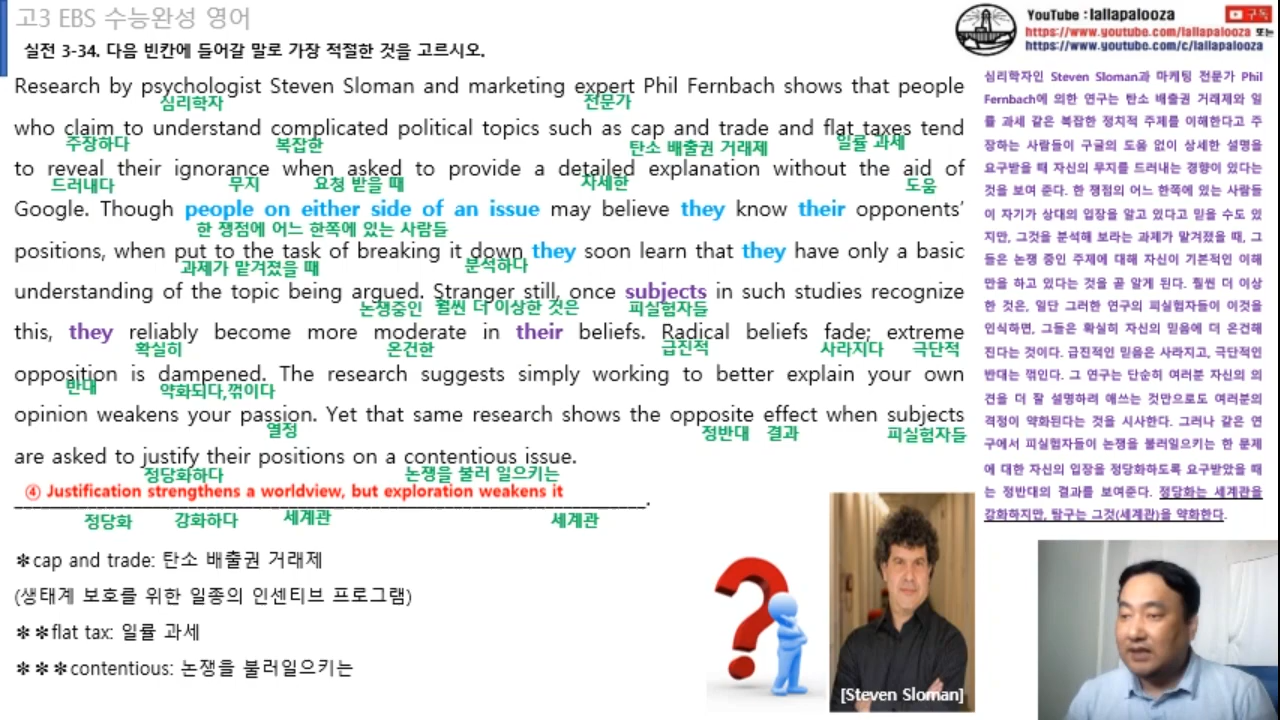 고3 EBS 수능완성 영어
실전 3-34. 다음 빈칸에 들어갈 말로 가장 적절한 것을 고르시오.
YouTube : lallapalooza
구독
https://www.youtube.com/lallapalooza 또는
https://www.youtube.com/c/lallapalooza
Research by psychologist Steven Sloman and marketing expert Phil Fernbach shows that people
심리학자 전문가
who claim to understand complicated political topics such as cap and trade and flat taxes tend
주장하다 복잡한 탄소 배출권 거래제 일률 과세
to reveal their ignorance when asked to provide a detailed explanation without the aid of
드러내다 무지 요청 받을 때 자세한 도움
Google. Though people on either side of an issue may believe they know their opponents’
한 쟁점에 어느 한쪽에 있는 사람들
positions, when put to the task of breaking it down they soon learn that they have only a basic
과제가 맡겨졌을 때 분석하다
understanding of the topic being argued. Stranger still, once subjects in such studies recognize
논쟁중인 훨씬 더 이상한 것은 피실험자들
this, they reliably become more moderate in their beliefs. Radical beliefs fade; extreme
확실히 온건한 급진적 사라지다 극단적
opposition is dampened. The research suggests simply working to better explain your own
반대 약화되다,꺾이다
opinion weakens your passion. Yet that same research shows the opposite effect when subjects
열정 정반대 결과 피실험자들
are asked to justify their positions on a contentious issue.
정당화하다 논쟁을 불러 일으키는
④ Justification strengthens a worldview, but exploration weakens it
.
정당화 강화하다 세계관 세계관
＊cap and trade: 탄소 배출권 거래제
(생태계 보호를 위한 일종의 인센티브 프로그램)
＊＊flat tax: 일률 과세
＊＊＊contentious: 논쟁을 불러일으키는
심리학자인 Steven Sloman과 마케팅 전문가 Phil
Fernbach에 의한 연구는 탄소 배출권 거래제와 일
률 과세 같은 복잡한 정치적 주제를 이해한다고 주
장하는 사람들이 구글의 도움 없이 상세한 설명을
요구받을 때 자신의 무지를 드러내는 경향이 있다는
것을 보여 준다. 한 쟁점의 어느 한쪽에 있는 사람들
이 자기가 상대의 입장을 알고 있다고 믿을 수도 있
지만, 그것을 분석해 보라는 과제가 맡겨졌을 때, 그
들은 논쟁 중인 주제에 대해 자신이 기본적인 이해
만을 하고 있다는 것을 곧 알게 된다. 훨씬 더 이상
한 것은, 일단 그러한 연구의 피실험자들이 이것을
인식하면, 그들은 확실히 자신의 믿음에 더 온건해
진다는 것이다. 급진적인 믿음은 사라지고, 극단적인
반대는 꺾인다. 그 연구는 단순히 여러분 자신의 의
견을 더 잘 설명하려 애쓰는 것만으로도 여러분의
격정이 약화된다는 것을 시사한다. 그러나 같은 연
구에서 피실험자들이 논쟁을 불러일으키는 한 문제
에 대한 자신의 입장을 정당화하도록 요구받았을 때
는 정반대의 결과를 보여준다. 정당화는 세계관을
강화하지만, 탐구는 그것(세계관)을 약화한다.
[Steven Sloman]